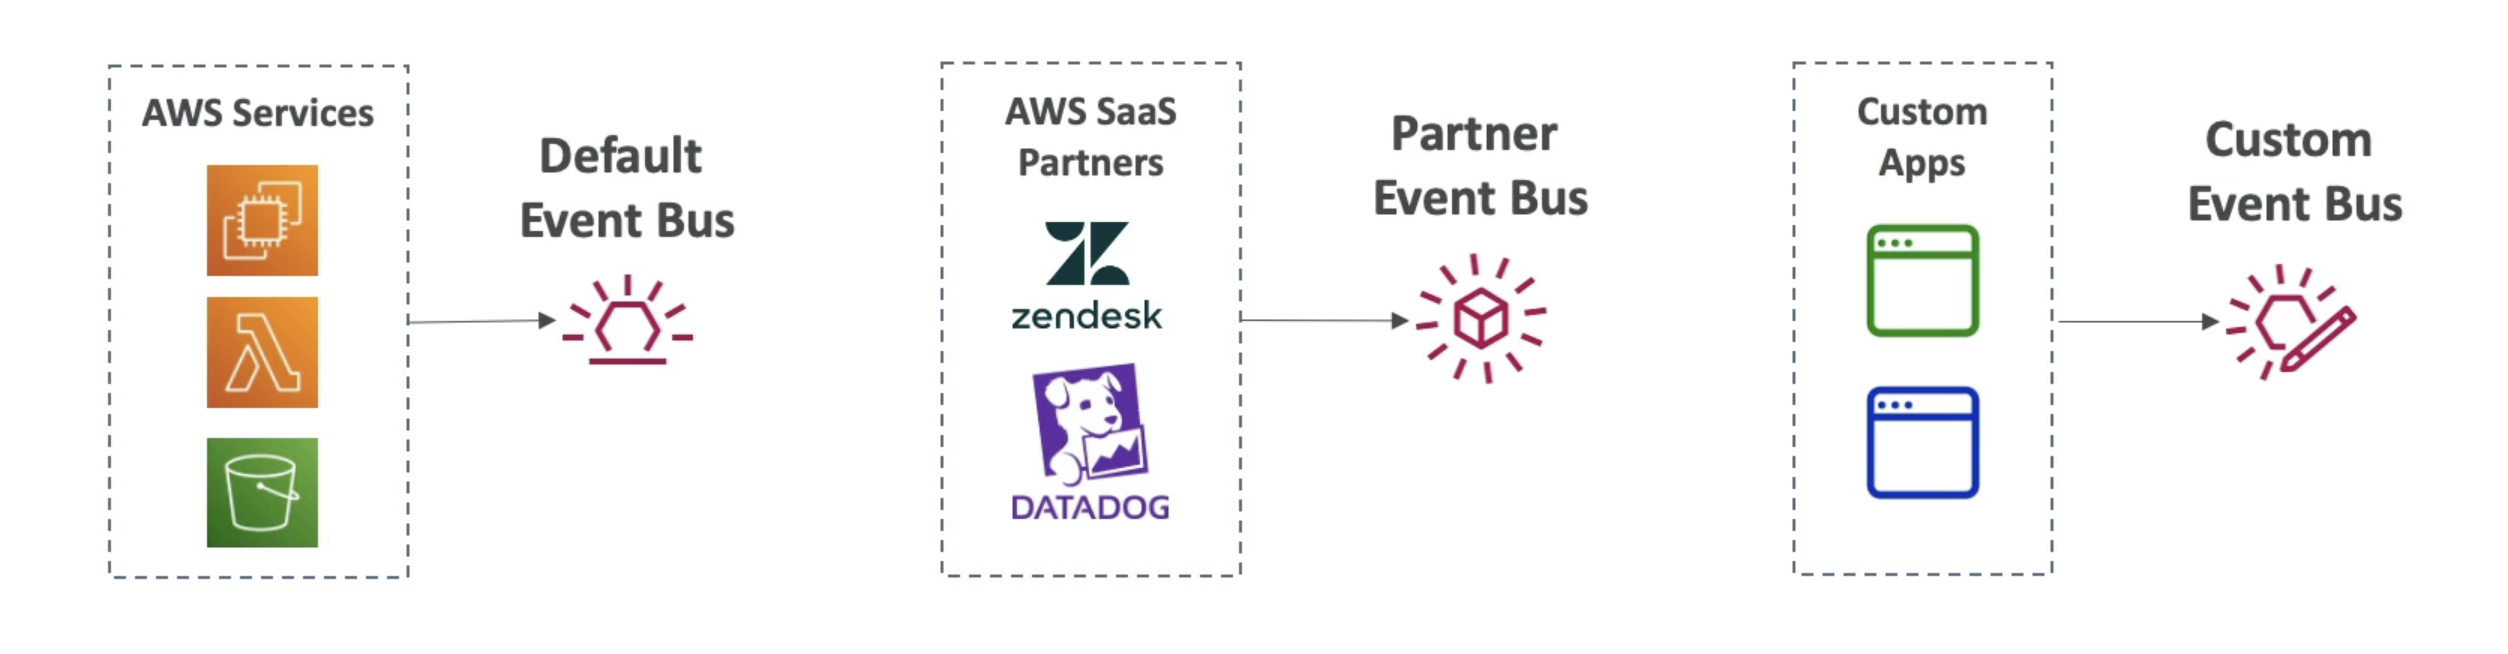 AWS Services
Default
Event Bus
AWS SaaS
Partners
zendesk
DATADOG
Partner
Event Bus
Custom
Apps
Custom
Event Bus